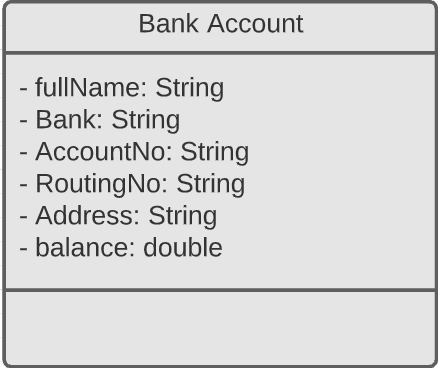 Bank Account
- fullName: String
- Bank: String
- AccountNo: String
- RoutingNo: String
- Address: String
- balance: double